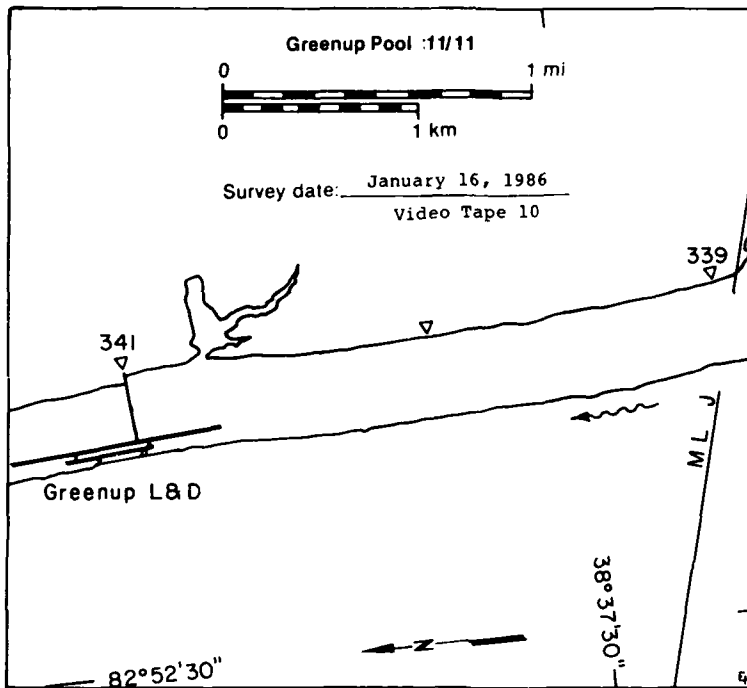 Greenup Pool :11/11
0 1 mi
0 1 km
Survey date: January 16, 1986
Video Tape 10
339
341
M L J
Greenup L&D
38°37'30"
N
82°52'30"